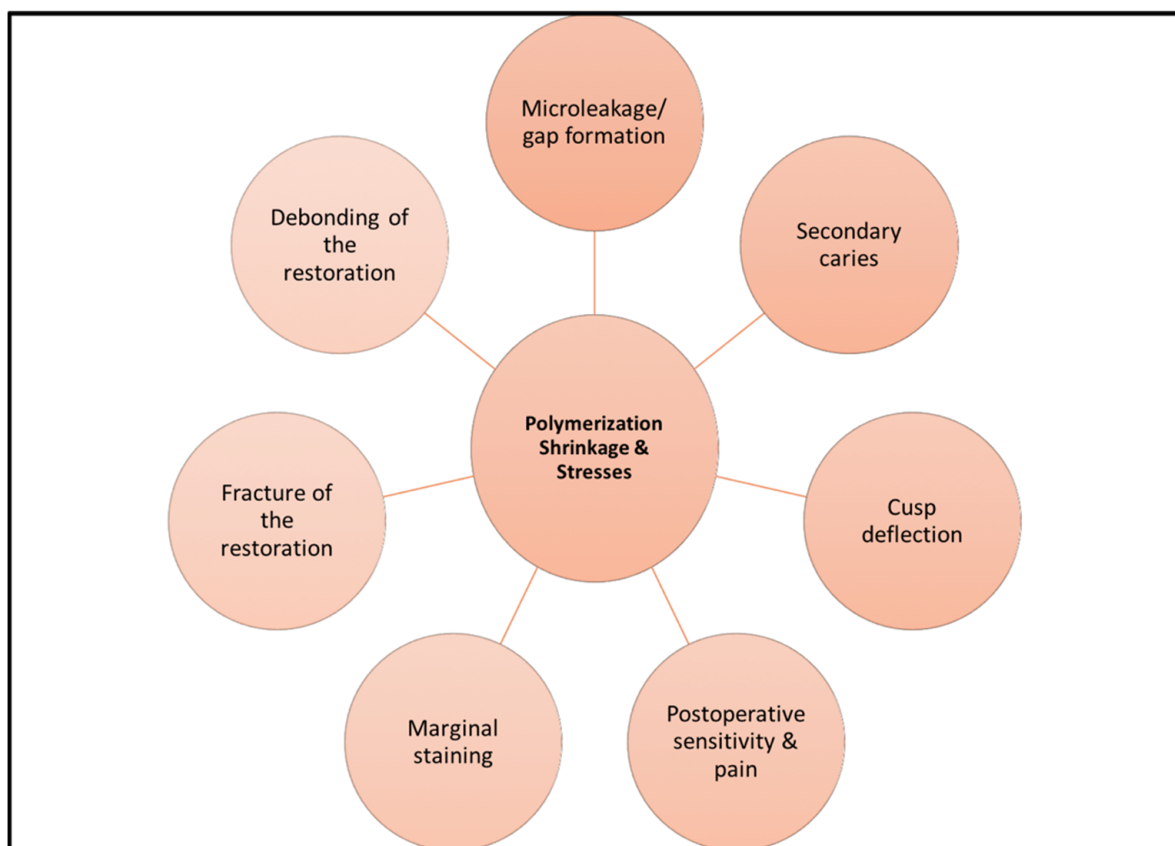 Microleakage/
gap formation
Secondary
caries
Cusp
deflection
Postoperative
sensitivity &
pain
Marginal
staining
Fracture of
the
restoration
Debonding of
the
restoration
Polymerization
Shrinkage &
Stresses